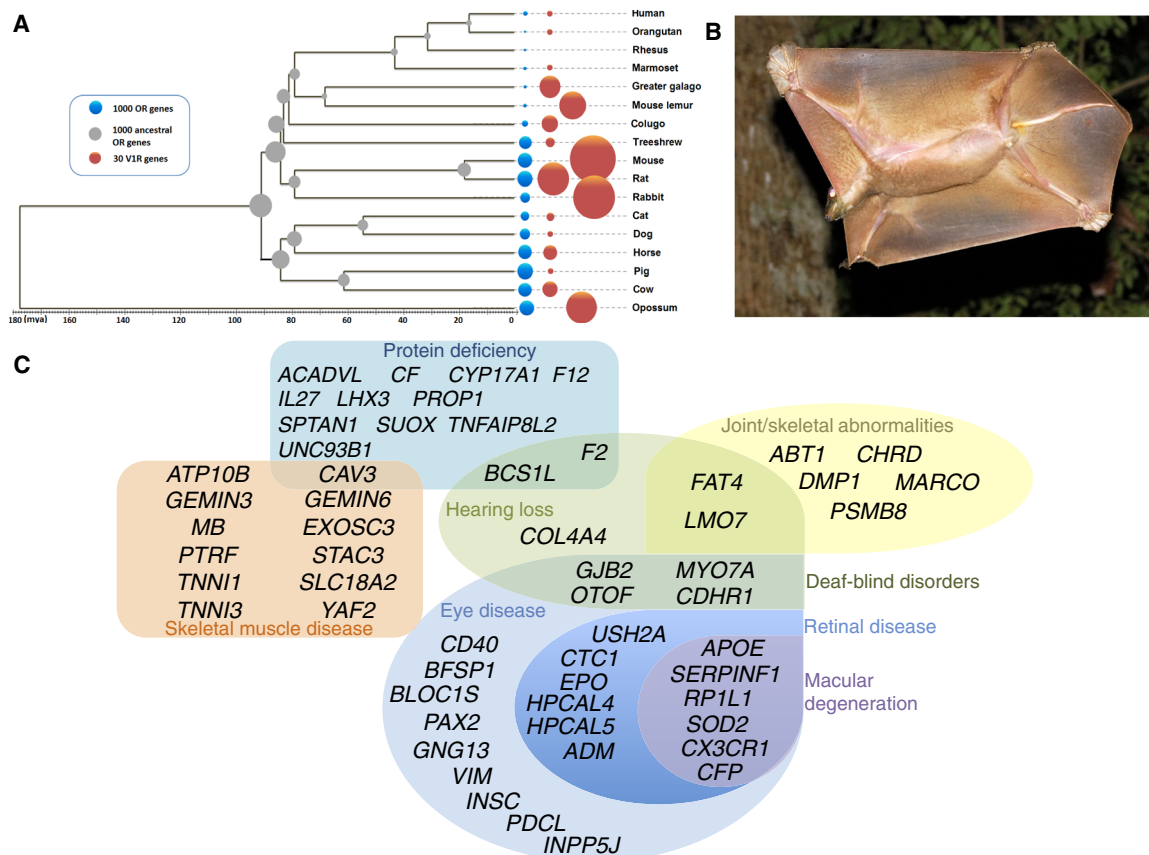 A
Human
Orangutan
Rhesus
Marmoset
Greater galago
Mouse lemur
Colugo
Treeshrew
Mouse
Rat
Rabbit
Cat
Dog
Horse
Pig
Cow
Opossum
1000 OR genes
1000 ancestral
OR genes
30 V1R genes
180 (mya) 160 140 120 100 80 60 40 20 0
B
C
Protein deficiency
ACADVL CF CYP17A1 F12
IL27 LHX3 PROP1
SPTAN1 SUOX TNFAIP8L2
UNC93B1
F2
BCS1L
ATP10B CAV3
GEMIN3 GEMIN6
MB EXOSC3
PTRF STAC3
TNNI1 SLC18A2
TNNI3 YAF2
Skeletal muscle disease
Hearing loss
COL4A4
Joint/skeletal abnormalities
ABT1 CHRD
FAT4 DMP1 MARCO
LMO7 PSMB8
GJB2 MYO7A
OTOF CDHR1
Deaf-blind disorders
Eye disease
CD40
BFSP1
BLOC1S
PAX2
GNG13
VIM
INSC
PDCL
INPP5J
Retinal disease
USH2A
CTC1
EPO
HPCAL4
HPCAL5
ADM
Macular
degeneration
APOE
SERPINF1
RP1L1
SOD2
CX3CR1
CFP